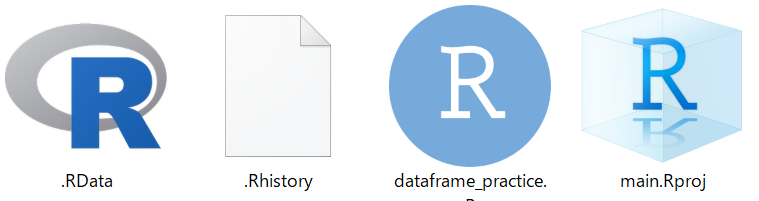 R
R
R
.RData
.Rhistory
dataframe_practice.
main.Rproj